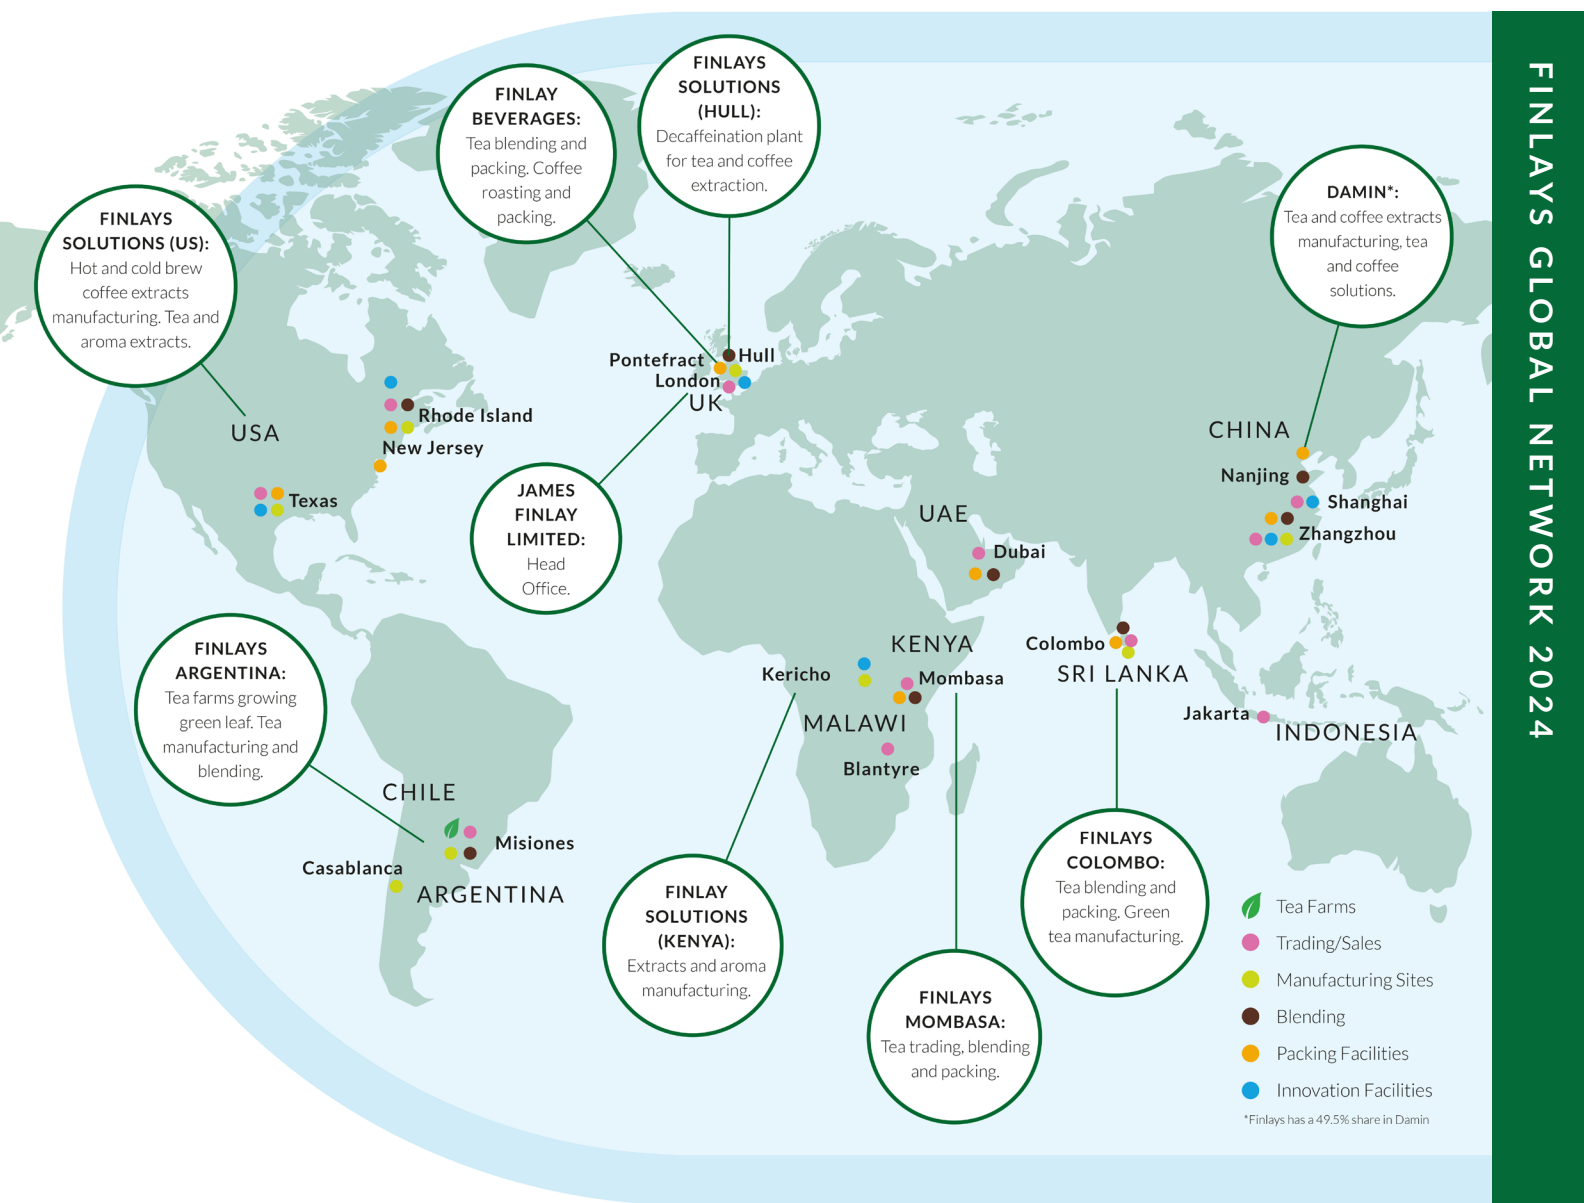 FINLAYS GLOBAL NETWORK 2024
FINLAYS
SOLUTIONS
(HULL):
Decaffeination plant
for tea and coffee
extraction.
FINLAY
BEVERAGES:
Tea blending and
packing. Coffee
roasting and
packing.
DAMIN*:
Tea and coffee extracts
manufacturing, tea
and coffee
solutions.
FINLAYS
SOLUTIONS (US):
Hot and cold brew
coffee extracts
manufacturing. Tea and
aroma extracts.
Pontefract
Hull
London
UK
USA
Rhode Island
New Jersey
Texas
JAMES
FINLAY
LIMITED:
Head
Office.
CHINA
Nanjing
Shanghai
Zhangzhou
UAE
Dubai
KENYA
Kericho
Mombasa
MALAWI
Blantyre
Colombo
SRI LANKA
Jakarta
INDONESIA
FINLAYS
ARGENTINA:
Tea farms growing
green leaf. Tea
manufacturing and
blending.
CHILE
Misiones
Casablanca
ARGENTINA
FINLAY
SOLUTIONS
(KENYA):
Extracts and aroma
manufacturing.
FINLAYS
MOMBASA:
Tea trading, blending
and packing.
FINLAYS
COLOMBO:
Tea blending and
packing. Green
tea manufacturing.
Tea Farms
Trading/Sales
Manufacturing Sites
Blending
Packing Facilities
Innovation Facilities
*Finlays has a 49.5% share in Damin